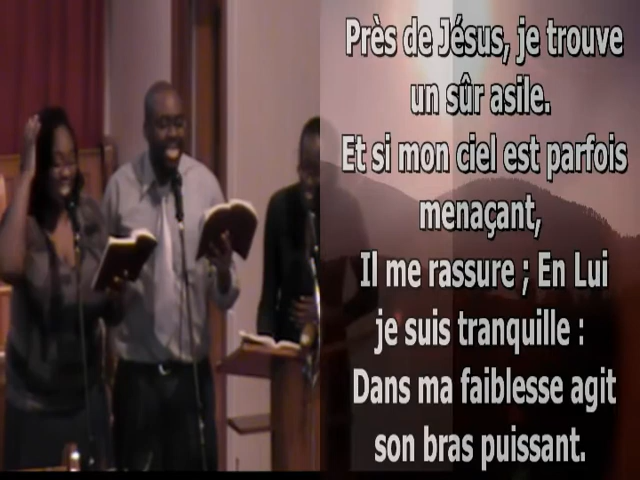 Près de Jésus, je trouve
un sûr asile.
Et si mon ciel est parfois
menaçant,
Il me rassure ; En Lui
je suis tranquille :
Dans ma faiblesse agit
son bras puissant.